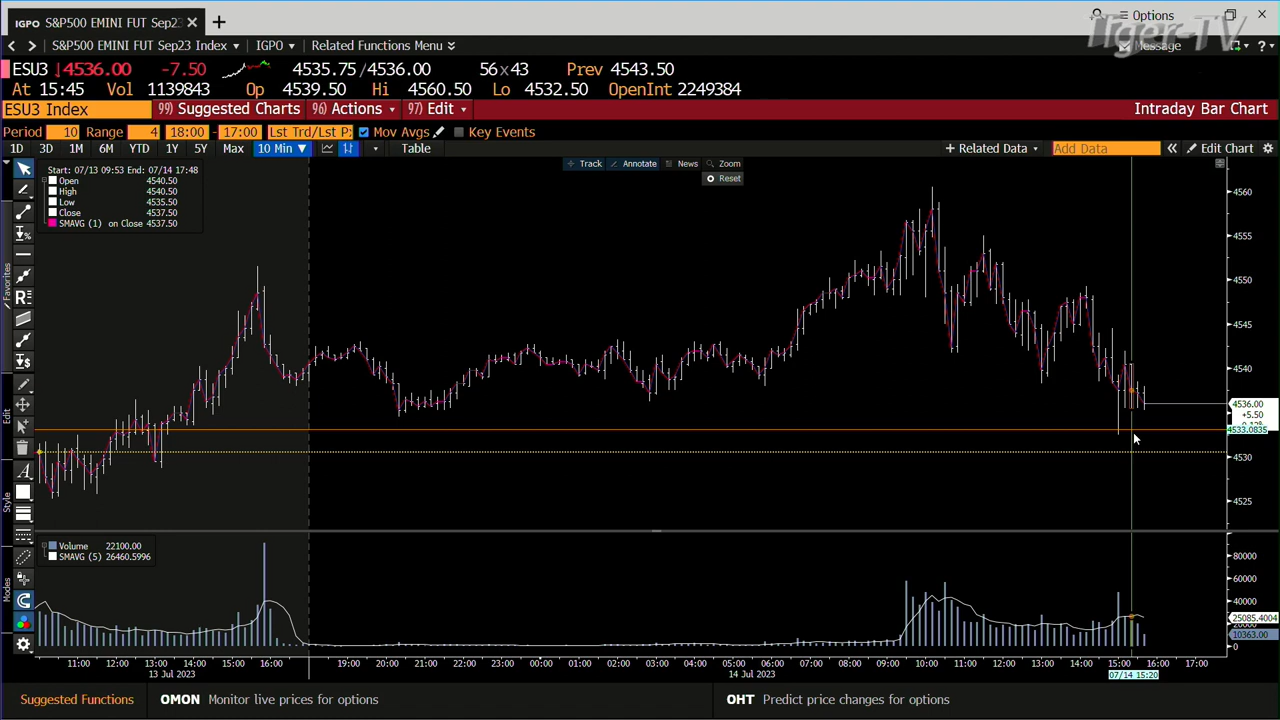 IGPO S&P500 EMINI FUT Sep23 × +
Options
Tiger-TV
S&P500 EMINI FUT Sep23 Index IGPO Related Functions Menu
Message
ESU3 ↓4536.00 -7.50 4535.75/4536.00 56x43 Prev 4543.50
At 15:45 Vol 1139843 Op 4539.50 Hi 4560.50 Lo 4532.50 OpenInt 2249384
ESU3 Index 99) Suggested Charts 96) Actions 97) Edit Intraday Bar Chart
Period 10 Range 4 18:00 - 17:00 Lst Trd/Lst P: Mov Avgs Key Events
1D 3D 1M 6M YTD 1Y 5Y Max 10 Min ▼ Table + Related Data Add Data « Edit Chart
Track Annotate News Zoom
Reset
Start: 07/13 09:53 End: 07/14 17:48
Open 4540.50
High 4540.50
Low 4535.50
Close 4537.50
SMAVG (1) on Close 4537.50
Favorites
Edit
Style
Modes
4560
4555
4550
4545
4540
4536.00
+5.50
4533.0835
4530
4525
Volume 22100.00
SMAVG (5) 26460.5996
80000
60000
40000
25085.4004
20000
10363.00
0
11:00 12:00 13:00 14:00 15:00 16:00 19:00 20:00 21:00 22:00 23:00 00:00 01:00 02:00 03:00 04:00 05:00 06:00 07:00 08:00 09:00 10:00 11:00 12:00 13:00 14:00 15:00 16:00 17:00
13 Jul 2023 14 Jul 2023 07/14 15:20
Suggested Functions OMON Monitor live prices for options OHT Predict price changes for options